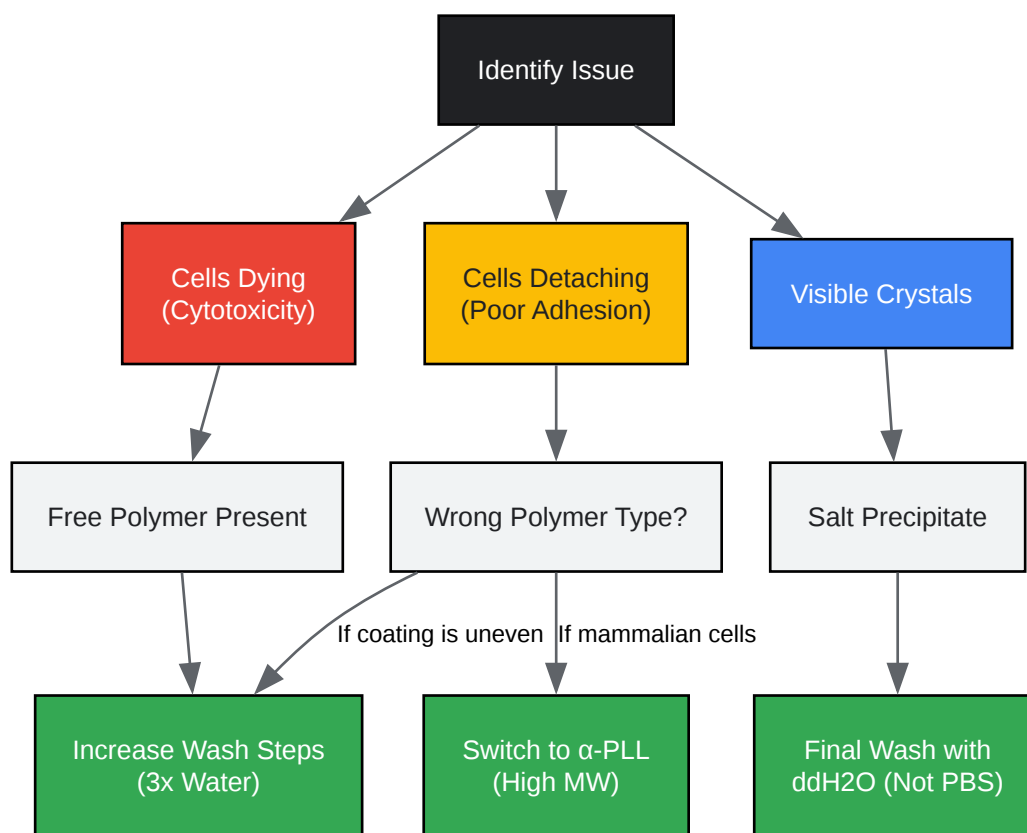 Identify Issue
Cells Dying
(Cytotoxicity)
Cells Detaching
(Poor Adhesion)
Visible Crystals
Free Polymer Present
Wrong Polymer Type?
Salt Precipitate
If coating is uneven
If mammalian cells
Increase Wash Steps
(3x Water)
Switch to α-PLL
(High MW)
Final Wash with
ddH2O (Not PBS)